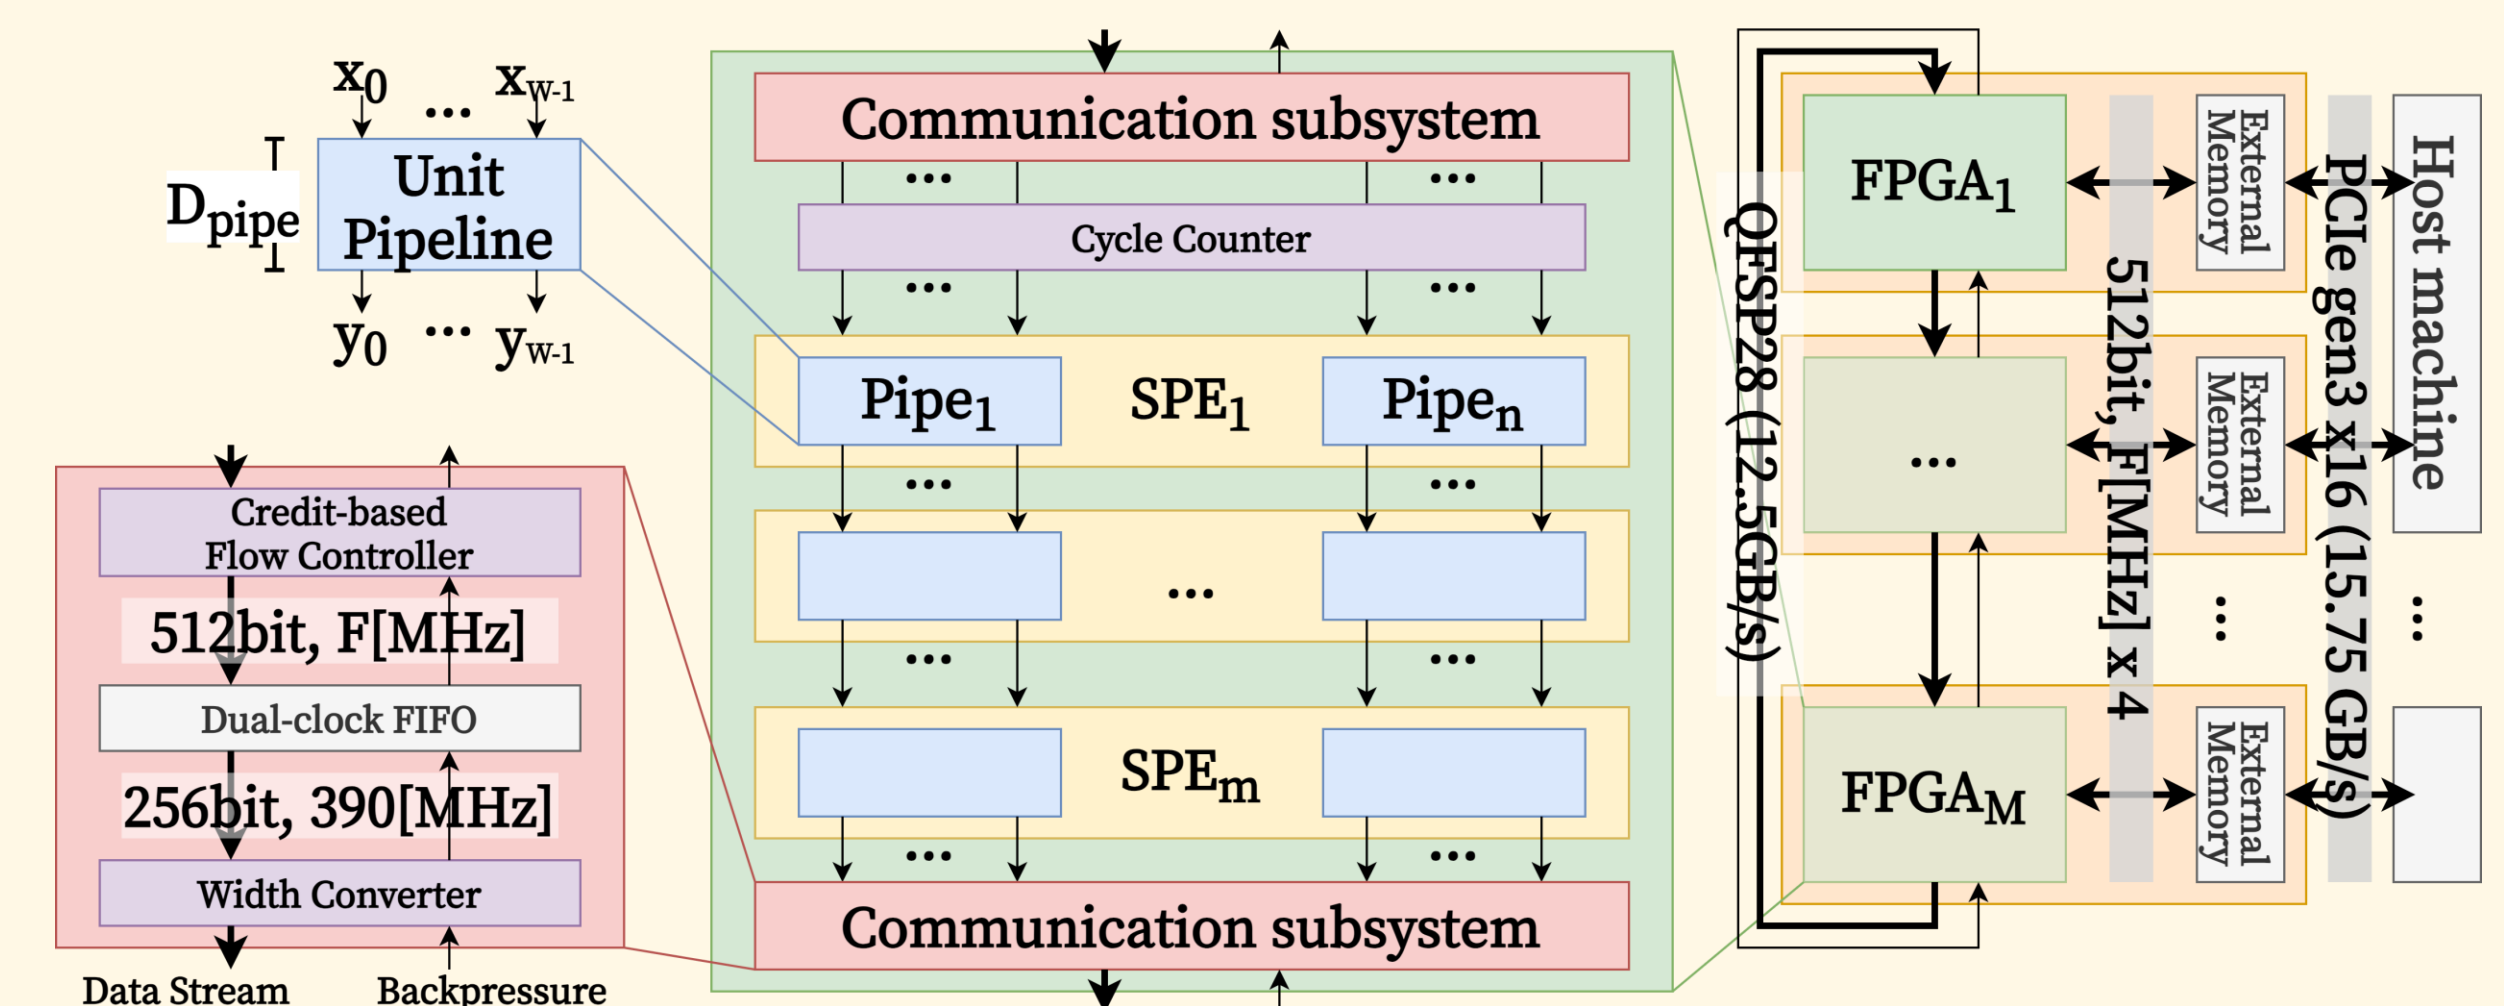 x0 ... xW-1
Unit
Pipeline
Dpipe
y0 ... yW-1
Credit-based
Flow Controller
512bit, F[MHz]
Dual-clock FIFO
256bit, 390[MHz]
Width Converter
Data Stream
Backpressure
Communication subsystem
... ...
Cycle Counter
... ...
Pipe1
SPE1
Pipen
... ...
...
... ...
SPEm
... ...
Communication subsystem
QFSP28 (12.5GB/s)
FPGA1
...
FPGAM
512bit, F[MHz] x 4
External
Memory
External
Memory
...
External
Memory
PCIe gen3 x16 (15.75 GB/s)
Host machine
...